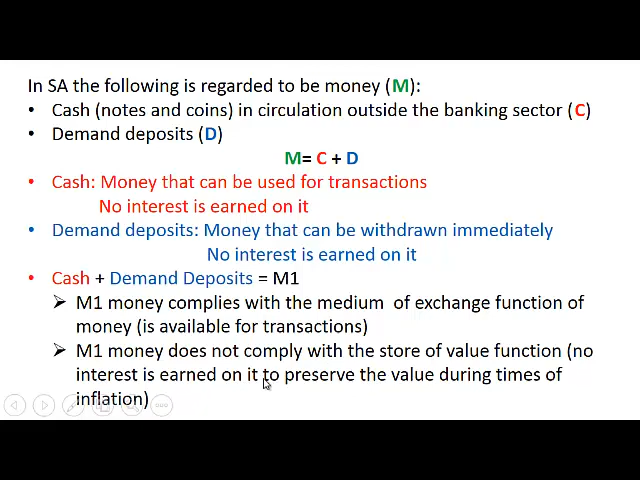 In SA the following is regarded to be money (M):
• Cash (notes and coins) in circulation outside the banking sector (C)
• Demand deposits (D)
M= C + D
• Cash: Money that can be used for transactions
No interest is earned on it
• Demand deposits: Money that can be withdrawn immediately
No interest is earned on it
• Cash + Demand Deposits = M1
➢ M1 money complies with the medium of exchange function of
money (is available for transactions)
➢ M1 money does not comply with the store of value function (no
interest is earned on it to preserve the value during times of
inflation)